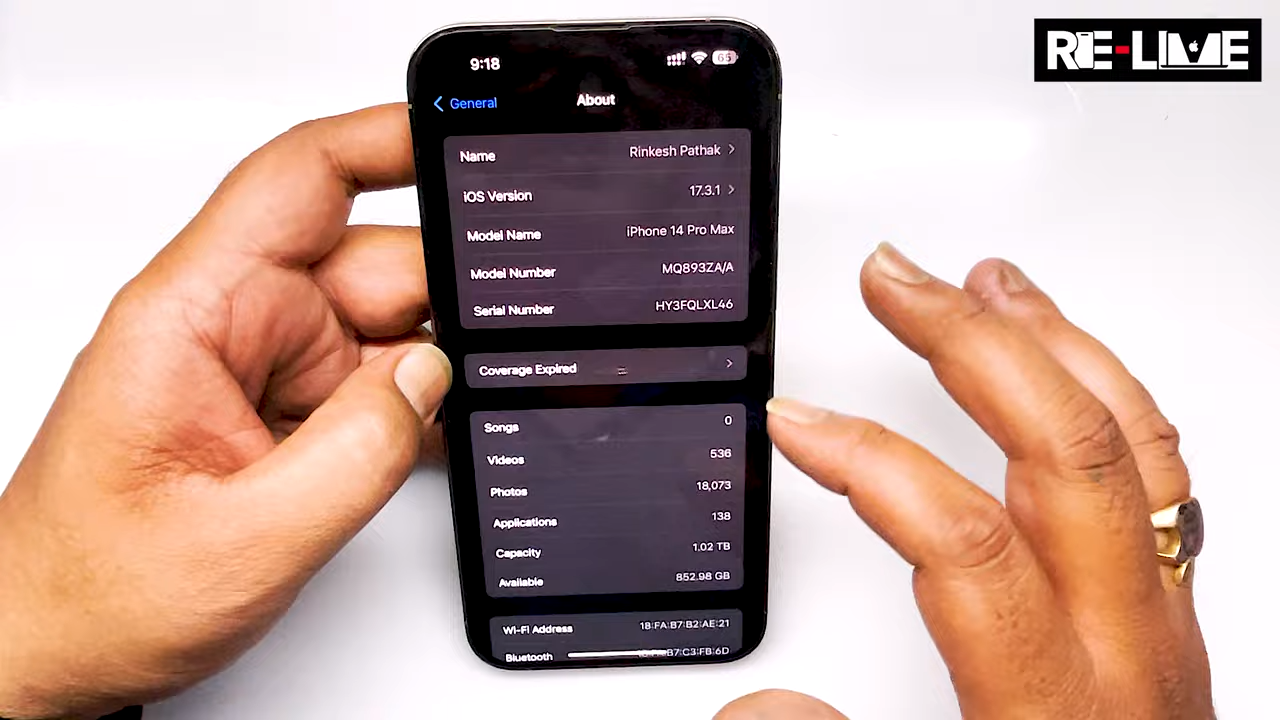 RE-LIVE
9:18
65
General
About
Name Rinkesh Pathak
iOS Version 17.3.1
Model Name iPhone 14 Pro Max
Model Number MQ893ZA/A
Serial Number HY3FQLXL46
Coverage Expired
Songs 0
Videos 536
Photos 18,073
Applications 138
Capacity 1.02 TB
Available 852.98 GB
Wi-Fi Address 18:FA:B7:B2:AE:21
Bluetooth